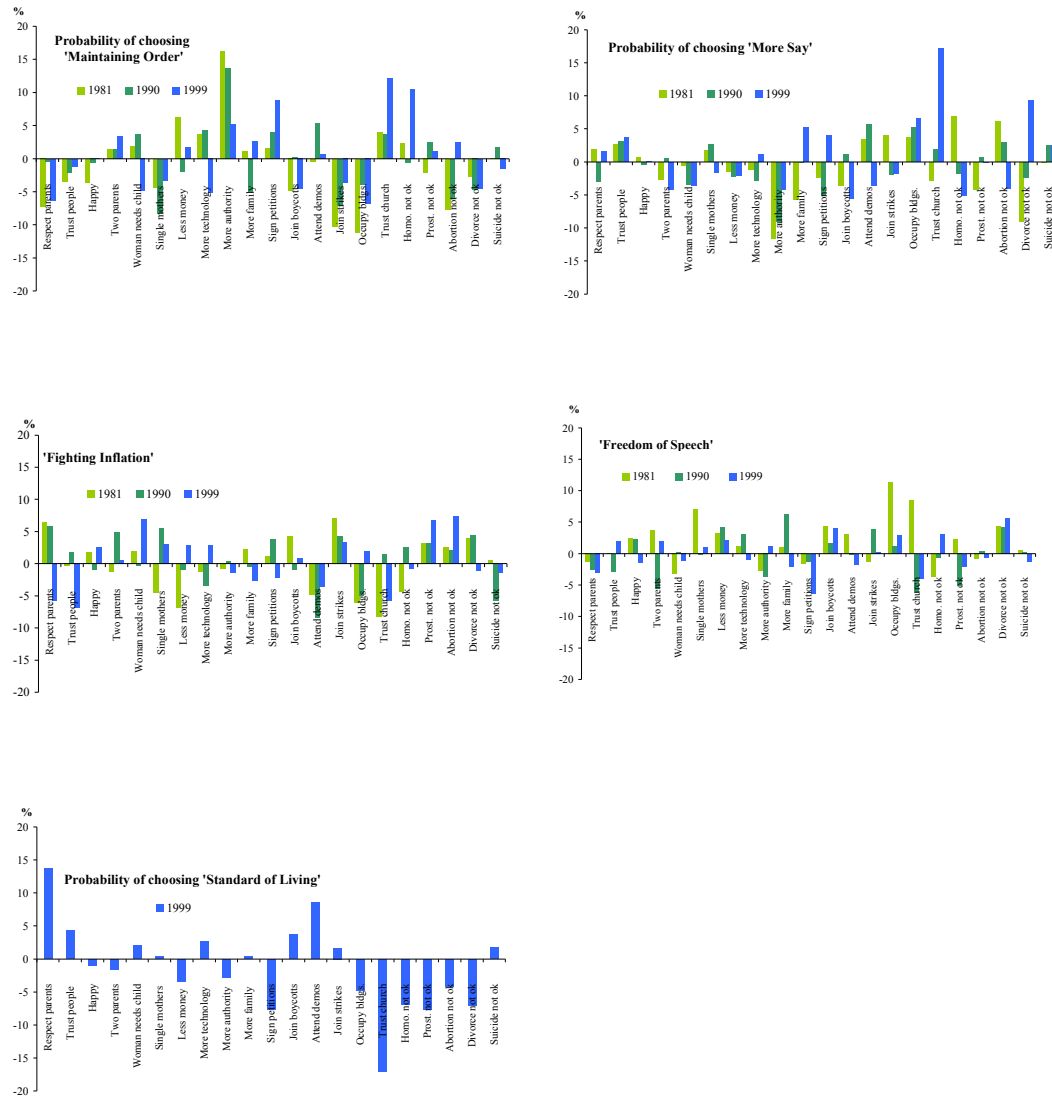 %
20
15
10
5
0
-5
-10
-15
-20
Probability of choosing
'Maintaining Order'
1981 1990 1999
Respect parents
Trust people
Happy
Two parents
Woman needs child
Single mothers
Less money
More technology
More authority
More family
Sign petitions
Join boycotts
Attend demos
Join strikes
Occupy bldgs.
Trust church
Homo. not ok
Prost. not ok
Abortion not ok
Divorce not ok
Suicide not ok
%
20
15
10
5
0
-5
-10
-15
-20
Probability of choosing 'More Say'
1981 1990 1999
Respect parents
Trust people
Happy
Two parents
Woman needs child
Single mothers
Less money
More technology
More authority
More family
Sign petitions
Join boycotts
Attend demos
Join strikes
Occupy bldgs.
Trust church
Homo. not ok
Prost. not ok
Abortion not ok
Divorce not ok
Suicide not ok
%
20
15
10
5
0
-5
-10
-15
-20
'Fighting Inflation'
1981 1990 1999
Respect parents
Trust people
Happy
Two parents
Woman needs child
Single mothers
Less money
More technology
More authority
More family
Sign petitions
Join boycotts
Attend demos
Join strikes
Occupy bldgs.
Trust church
Homo. not ok
Prost. not ok
Abortion not ok
Divorce not ok
Suicide not ok
%
20
15
10
5
0
-5
-10
-15
-20
'Freedom of Speech'
1981 1990 1999
Respect parents
Trust people
Happy
Two parents
Woman needs child
Single mothers
Less money
More technology
More authority
More family
Sign petitions
Join boycotts
Attend demos
Join strikes
Occupy bldgs.
Trust church
Homo. not ok
Prost. not ok
Abortion not ok
Divorce not ok
Suicide not ok
%
20
15
10
5
0
-5
-10
-15
-20
Probability of choosing 'Standard of Living'
1999
Respect parents
Trust people
Happy
Two parents
Woman needs child
Single mothers
Less money
More technology
More authority
More family
Sign petitions
Join boycotts
Attend demos
Join strikes
Occupy bldgs.
Trust church
Homo. not ok
Prost. not ok
Abortion not ok
Divorce not ok
Suicide not ok